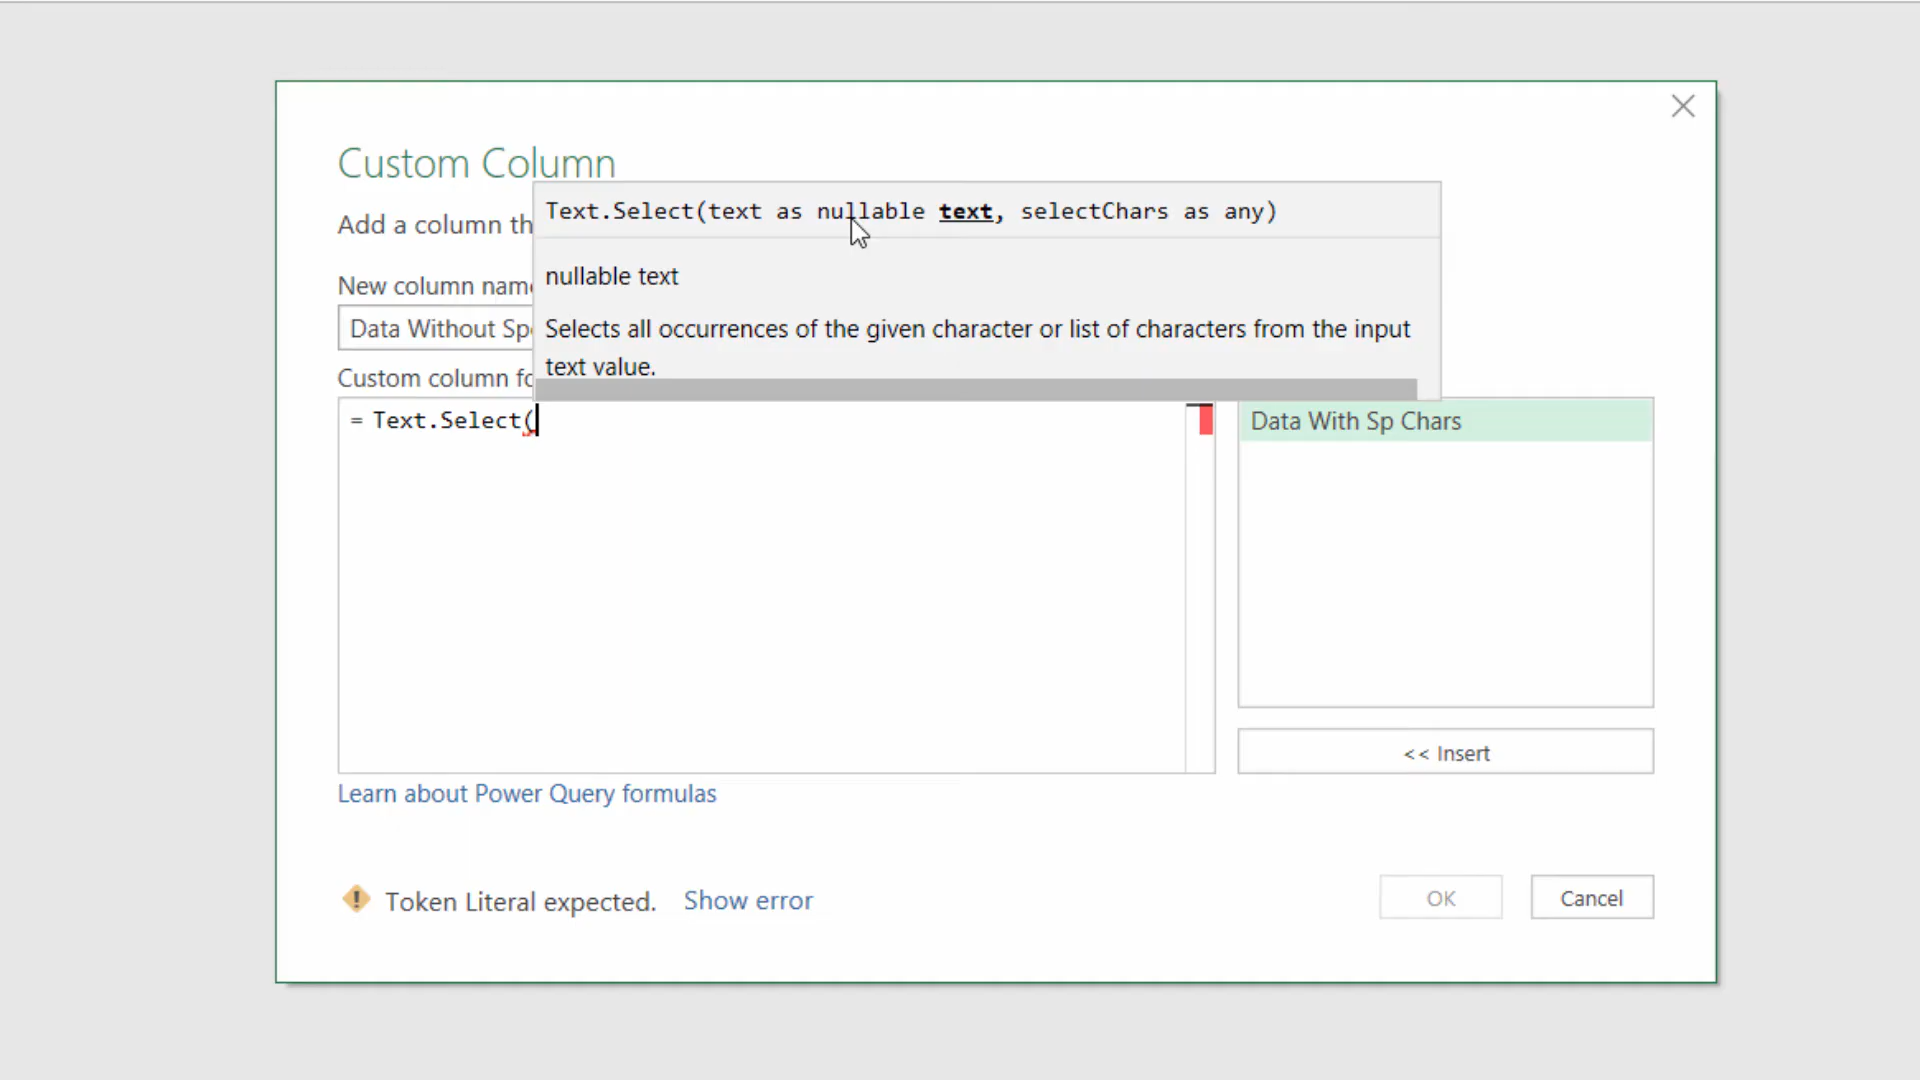 Custom Column
Text.Select(text as nullable text, selectChars as any)
Add a column th
nullable text
New column name
Data Without Sp
Selects all occurrences of the given character or list of characters from the input
text value.
Custom column fo
= Text.Select(
Data With Sp Chars
<< Insert
Learn about Power Query formulas
Token Literal expected. Show error
OK
Cancel